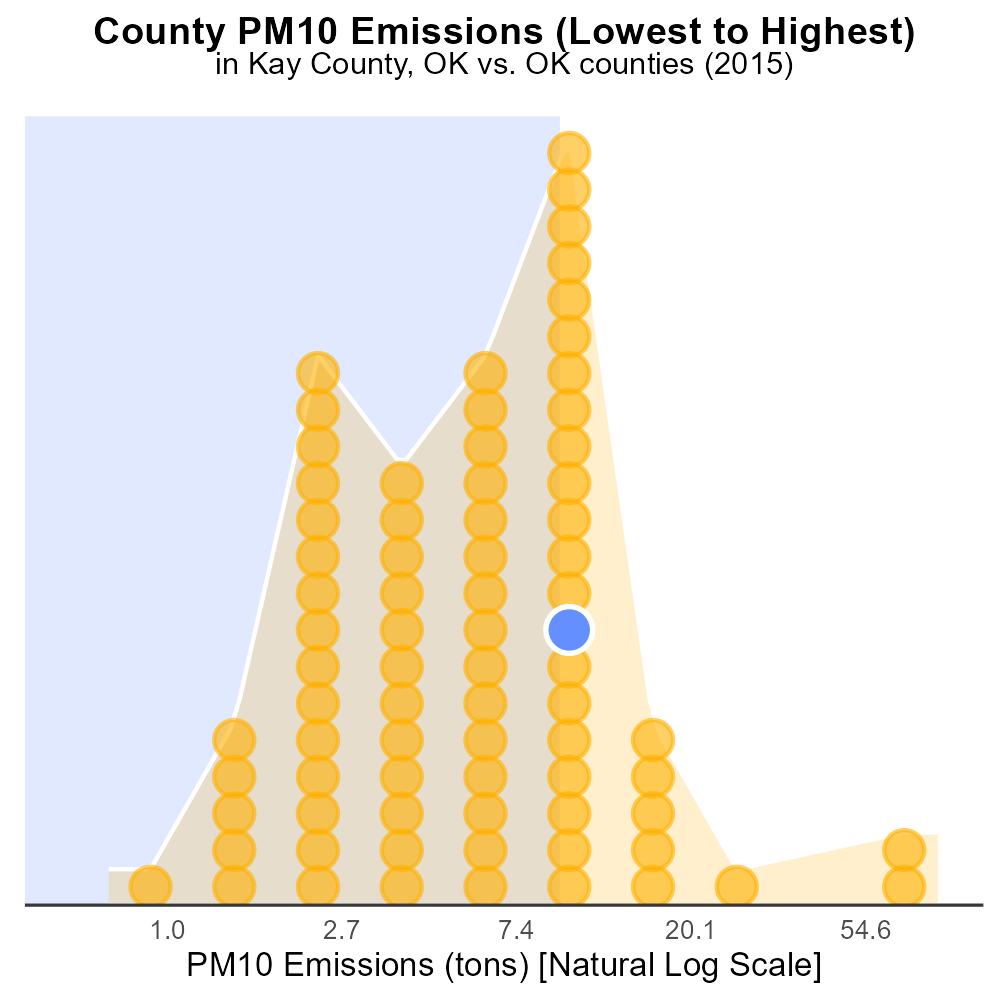 County PM10 Emissions (Lowest to Highest)
in Kay County, OK vs. OK counties (2015)
1.0 2.7 7.4 20.1 54.6
PM10 Emissions (tons) [Natural Log Scale]